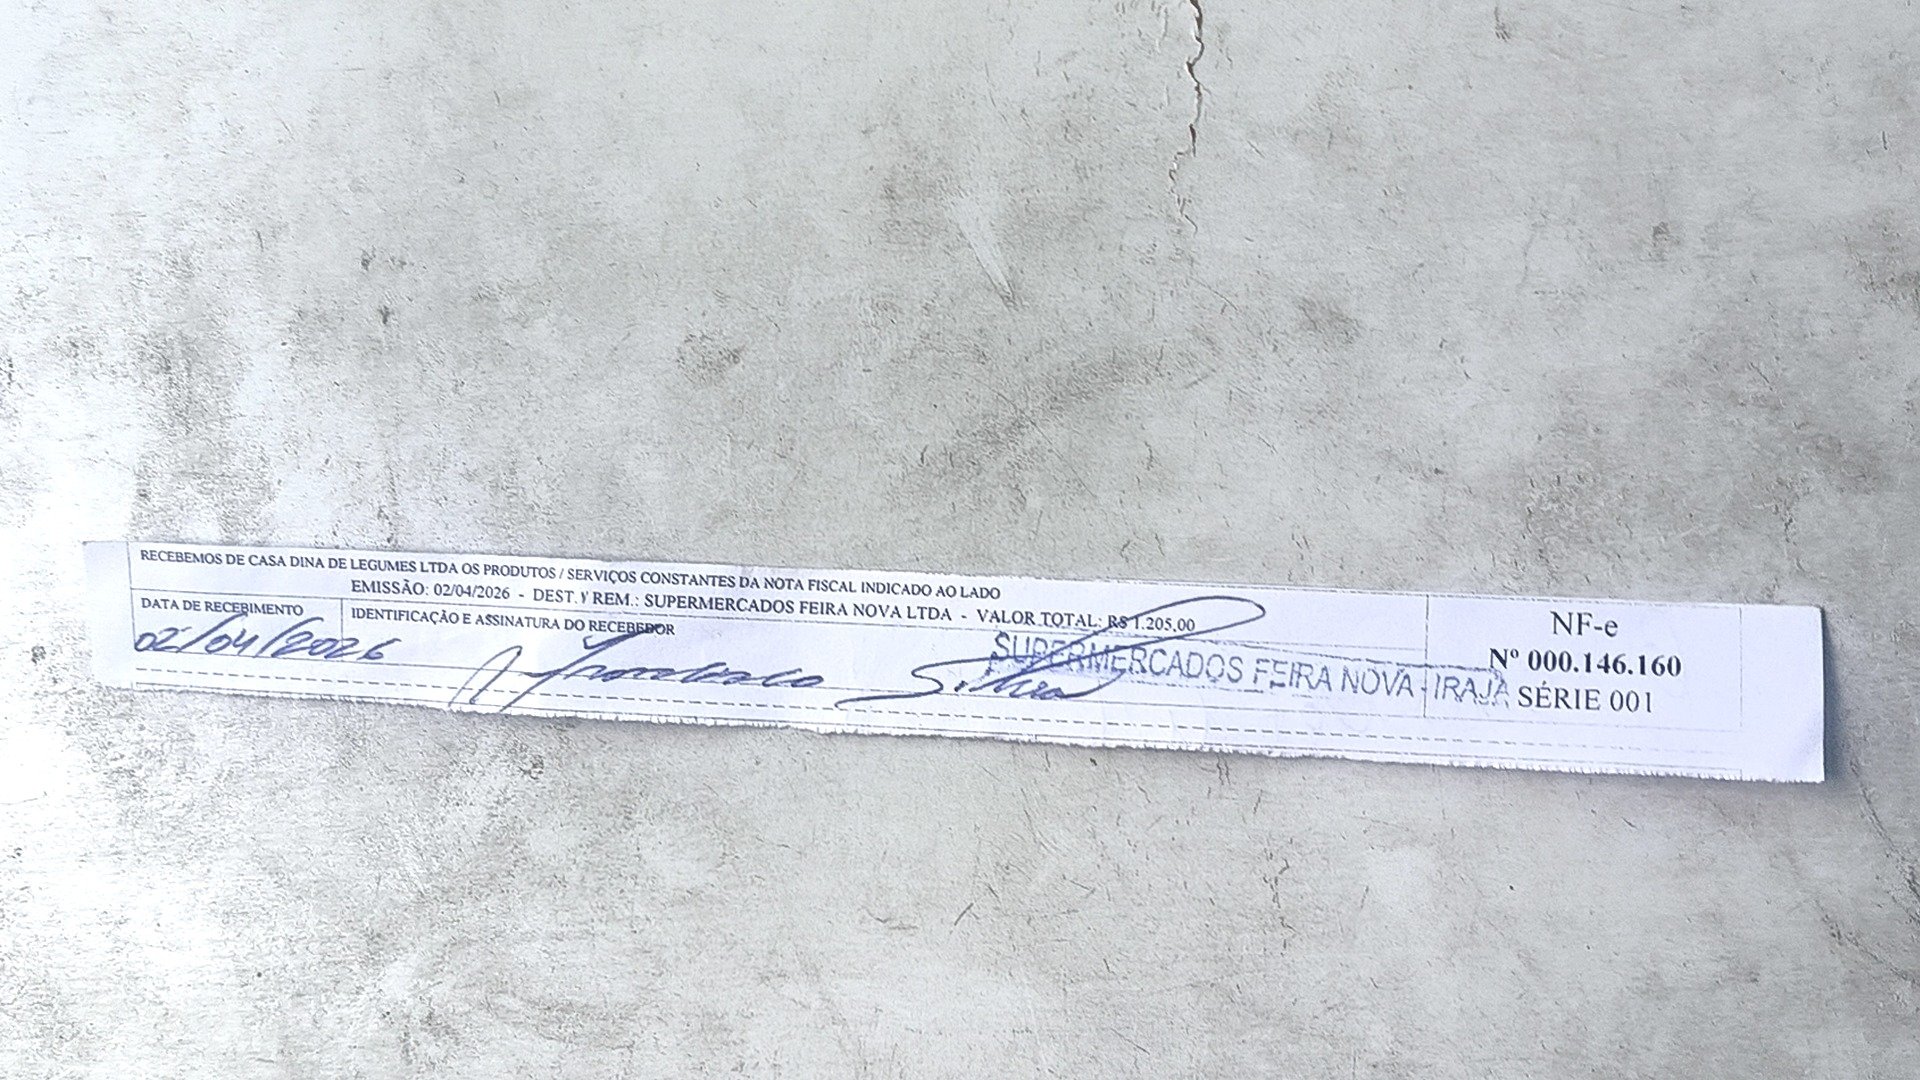 RECEBEMOS DE CASA DINA DE LEGUMES LTDA OS PRODUTOS / SERVIÇOS CONSTANTES DA NOTA FISCAL INDICADO AO LADO
EMISSÃO: 02/04/2026 - DEST. / REM.: SUPERMERCADOS FEIRA NOVA LTDA - VALOR TOTAL: R$ 1.205,00
DATA DE RECEBIMENTO
02/04/2026
IDENTIFICAÇÃO E ASSINATURA DO RECEBEDOR
Silva
SUPERMERCADOS FEIRA NOVA - IRAJÁ
NF-e
Nº 000.146.160
SÉRIE 001